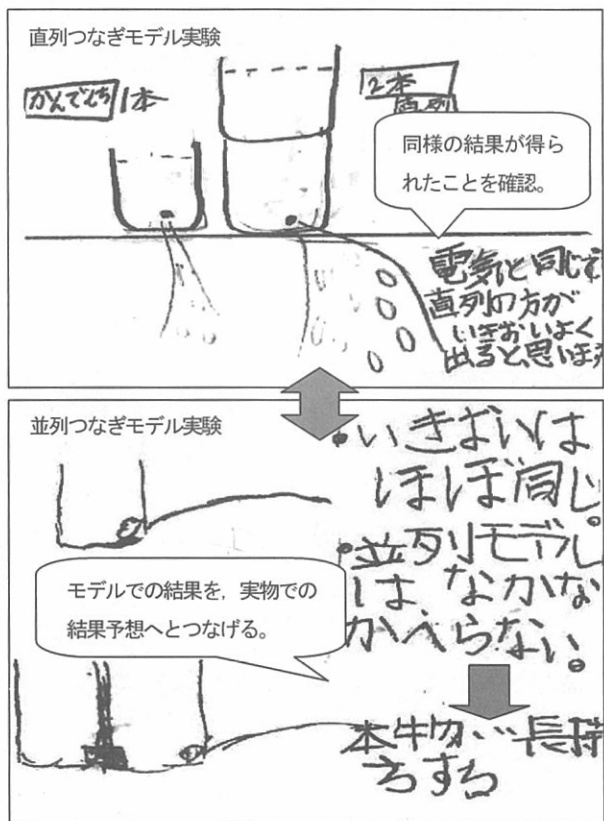 直列つなぎモデル実験
かんでんち 1本
2本
直列
同様の結果が得ら
れたことを確認。
電気と同じで
直列の方が
いきおいよく
出ると思います
並列つなぎモデル実験
・いきおいは
ほぼ同じ。
・並列モデル
は なかな
かへらない。
モデルでの結果を，実物での
結果予想へとつなげる。
本物…長持
ちする